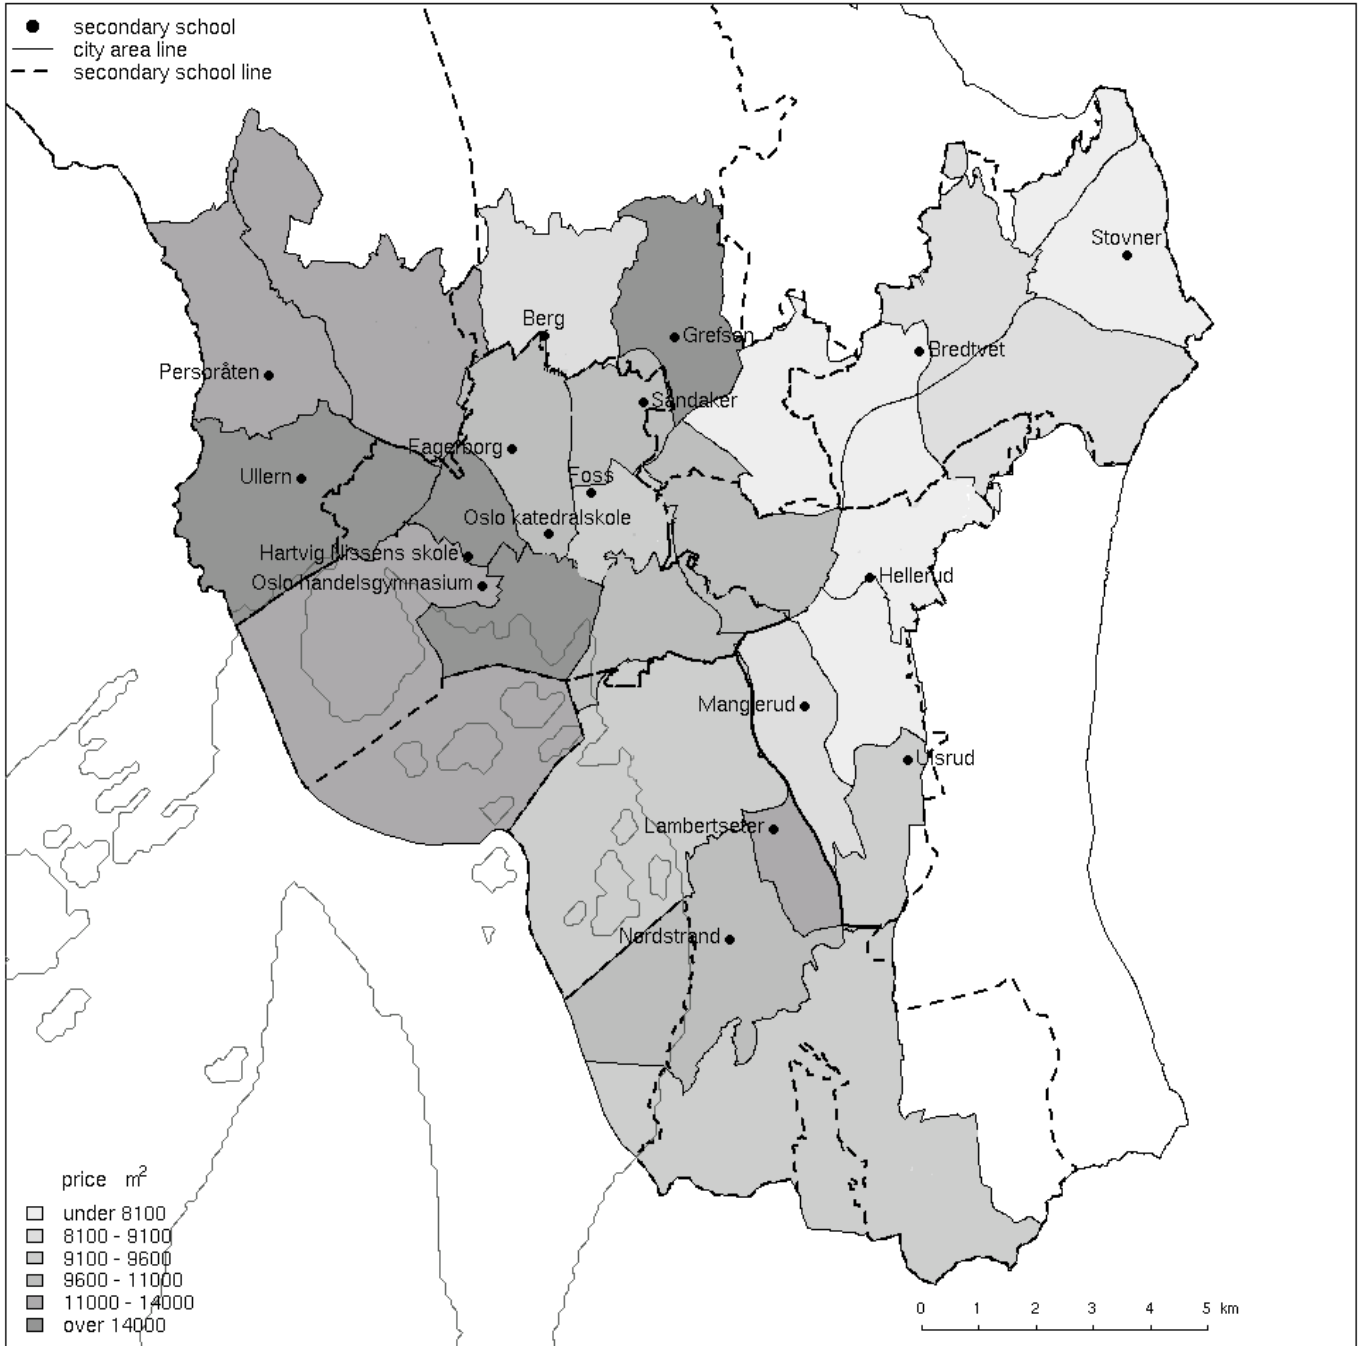 secondary school
city area line
secondary school line
Stovner
Berg
Grefsen
Bredtvet
Persbråten
Sandaker
Fagerborg
Ullern
Foss
Oslo katedralskole
Hartvig Nissens skole
Oslo handelsgymnasium
Hellerud
Manglerud
Ulsrud
Lambertseter
Nordstrand
price m²
under 8100
8100 - 9100
9100 - 9600
9600 - 11000
11000 - 14000
over 14000
0 1 2 3 4 5 km